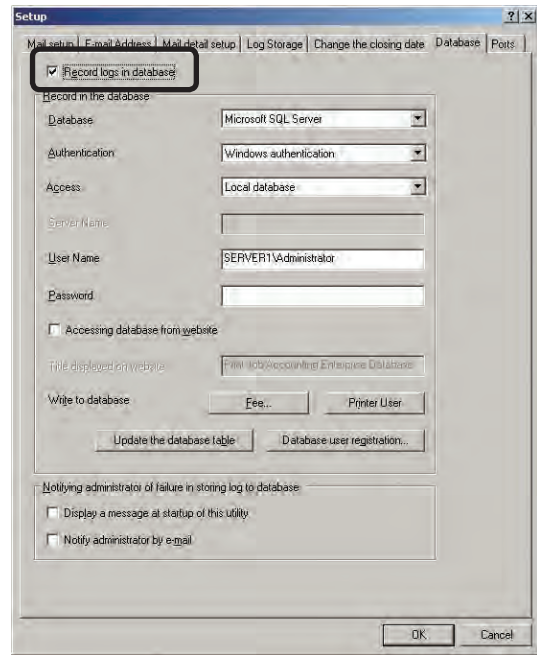 Setup
Mail setup E-mail Address Mail detail setup Log Storage Change the closing date Database Ports
Record logs in database
Record in the database
Database Microsoft SQL Server
Authentication Windows authentication
Access Local database
Server Name
User Name SERVER1\Administrator
Password
Accessing database from website
Title displayed on website Print Job Accounting Enterprise Database
Write to database Fee... Printer User
Update the database table Database user registration...
Notifying administrator of failure in storing log to database
Display a message at startup of this utility
Notify administrator by e-mail
OK Cancel